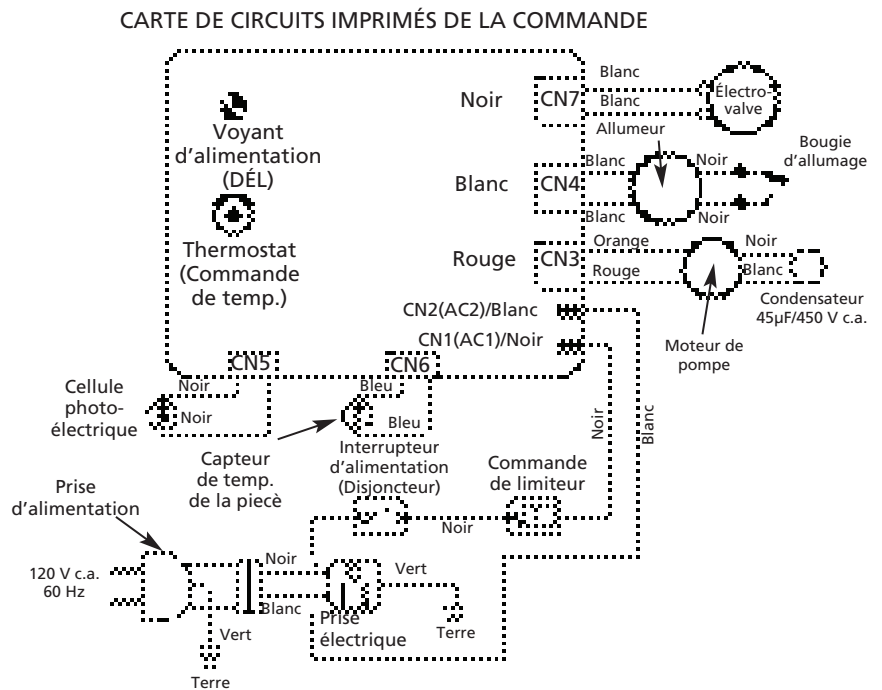 CARTE DE CIRCUITS IMPRIMÉS DE LA COMMANDE
Noir
CN7
Blanc
Blanc
Électro-
valve
Voyant
d'alimentation
(DÉL)
Allumeur
Blanc
CN4
Blanc
Blanc
Noir
Noir
Bougie
d'allumage
Thermostat
(Commande
de temp.)
Rouge
CN3
Orange
Rouge
Noir
Blanc
Condensateur
45µF/450 V c.a.
Moteur de
pompe
CN2(AC2)/Blanc
CN1(AC1)/Noir
CN5
CN6
Cellule
photo-
électrique
Noir
Noir
Bleu
Bleu
Noir
Blanc
Capteur
de temp.
de la piecè
Interrupteur
d'alimentation
(Disjoncteur)
Commande
de limiteur
Noir
Prise
d'alimentation
120 V c.a.
60 Hz
Noir
Blanc
Vert
Terre
Prise
électrique
Vert
Terre